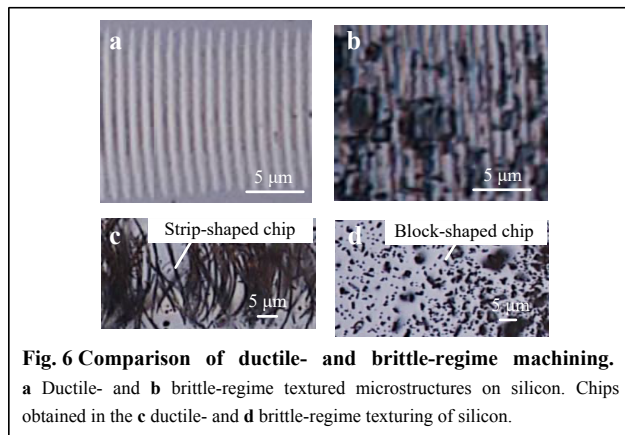 a
b
5 μm
5 μm
c
Strip-shaped chip
5 μm
d
Block-shaped chip
5 μm
Fig. 6 Comparison of ductile- and brittle-regime machining.
a Ductile- and b brittle-regime textured microstructures on silicon. Chips
obtained in the c ductile- and d brittle-regime texturing of silicon.